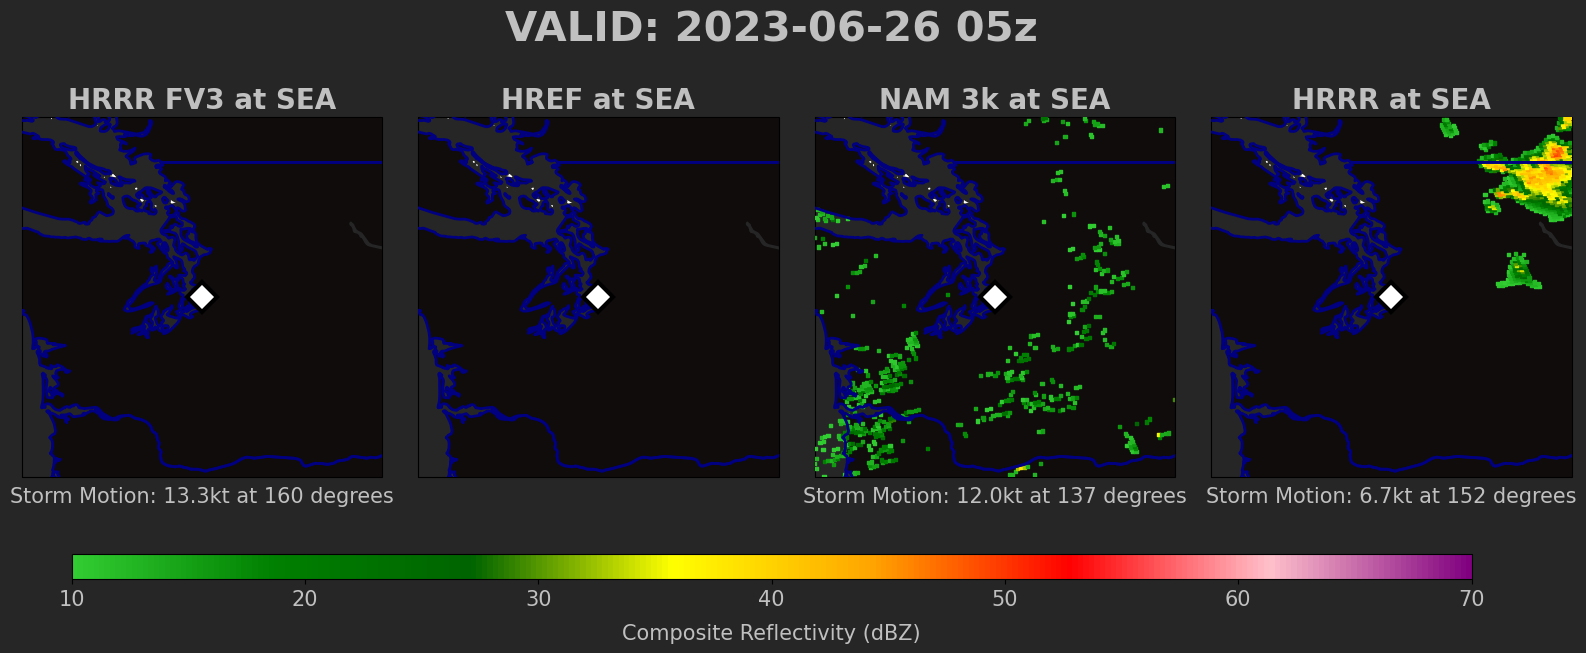 VALID: 2023-06-26 05z
HRRR FV3 at SEA
HREF at SEA
NAM 3k at SEA
HRRR at SEA
Storm Motion: 13.3kt at 160 degrees
Storm Motion: 12.0kt at 137 degrees
Storm Motion: 6.7kt at 152 degrees
10 20 30 40 50 60 70
Composite Reflectivity (dBZ)